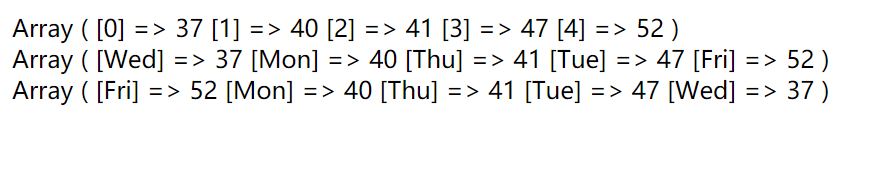 Array ( [0] => 37 [1] => 40 [2] => 41 [3] => 47 [4] => 52 )
Array ( [Wed] => 37 [Mon] => 40 [Thu] => 41 [Tue] => 47 [Fri] => 52 )
Array ( [Fri] => 52 [Mon] => 40 [Thu] => 41 [Tue] => 47 [Wed] => 37 )